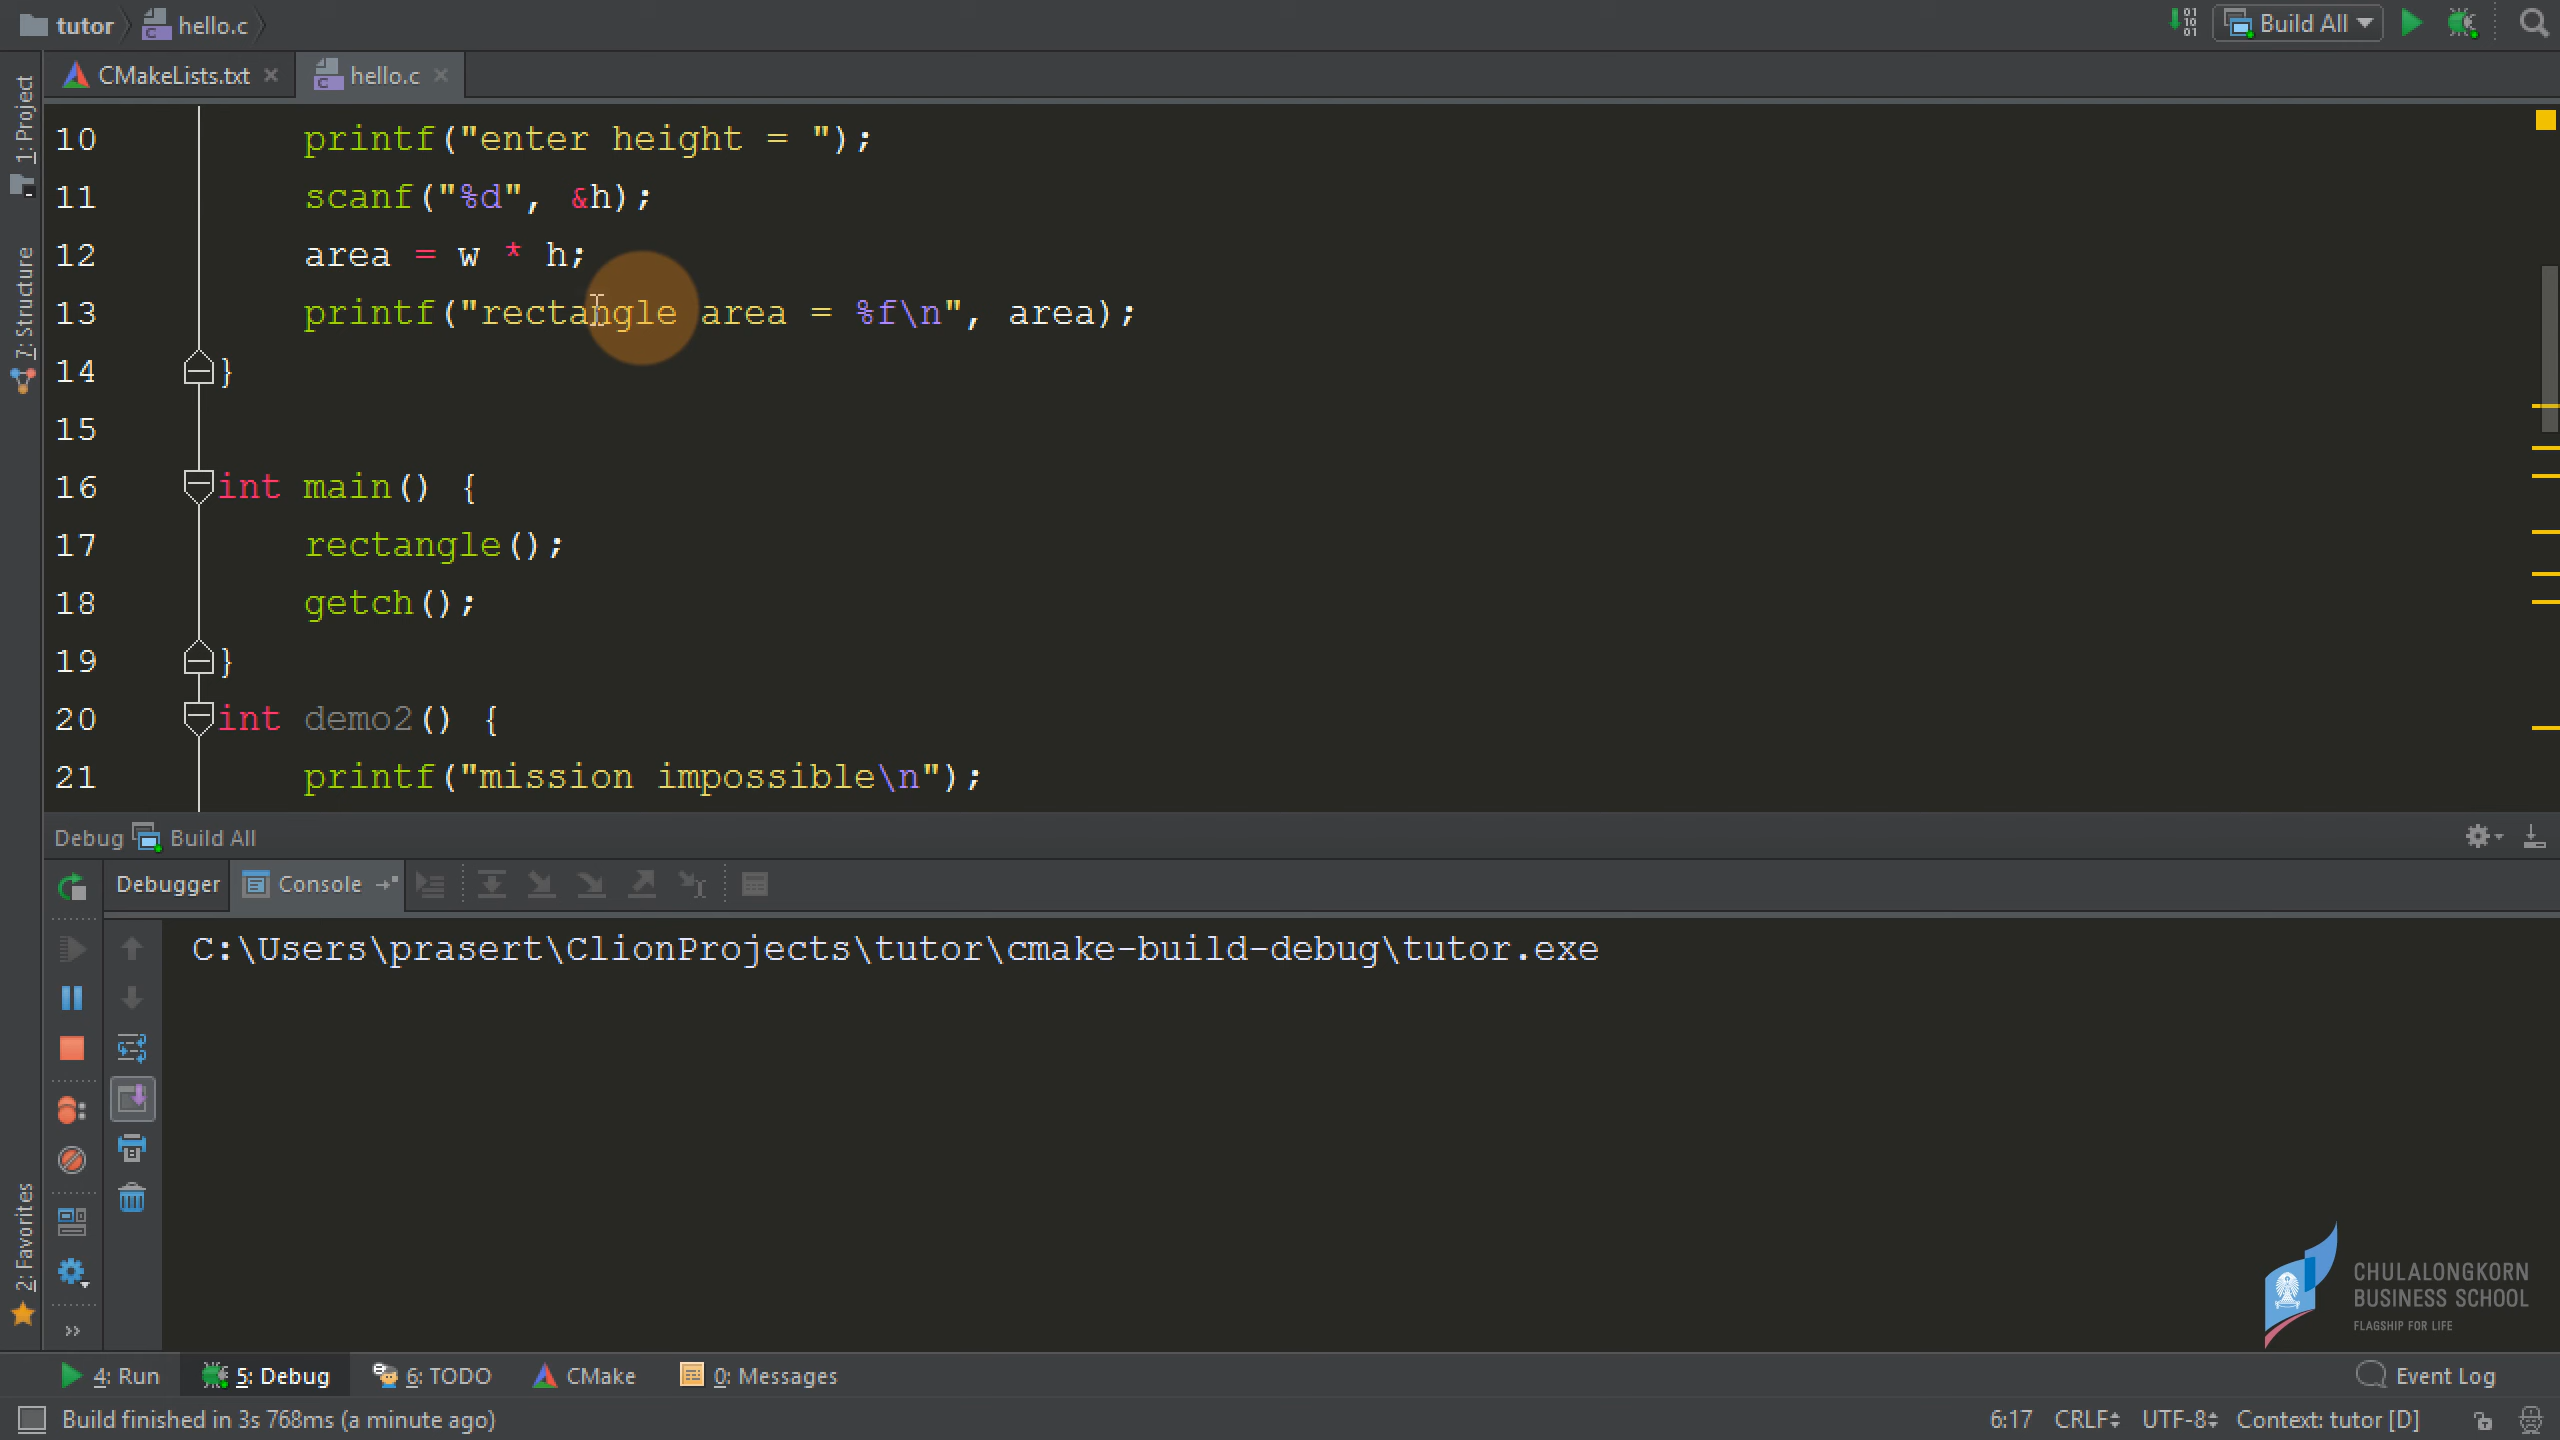 tutor hello.c Build All
CMakeLists.txt hello.c
1: Project
7: Structure
2: Favorites
10 printf("enter height = ");
11 scanf("%d", &h);
12 area = w * h;
13 printf("rectangle area = %f\n", area);
14 }
15
16 int main() {
17 rectangle();
18 getch();
19 }
20 int demo2() {
21 printf("mission impossible\n");
Debug Build All
Debugger Console
C:\Users\prasert\ClionProjects\tutor\cmake-build-debug\tutor.exe
CHULALONGKORN
BUSINESS SCHOOL
FLAGSHIP FOR LIFE
4: Run 5: Debug 6: TODO CMake 0: Messages Event Log
Build finished in 3s 768ms (a minute ago) 6:17 CRLF UTF-8 Context: tutor [D]